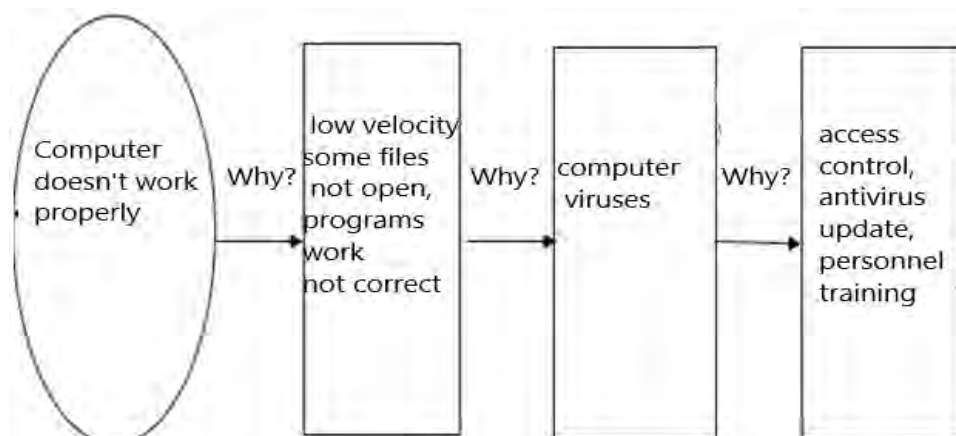 Computer
doesn't work
properly
Why?
low velocity
some files
not open,
programs
work
not correct
Why?
computer
viruses
Why?
access
control,
antivirus
update,
personnel
training